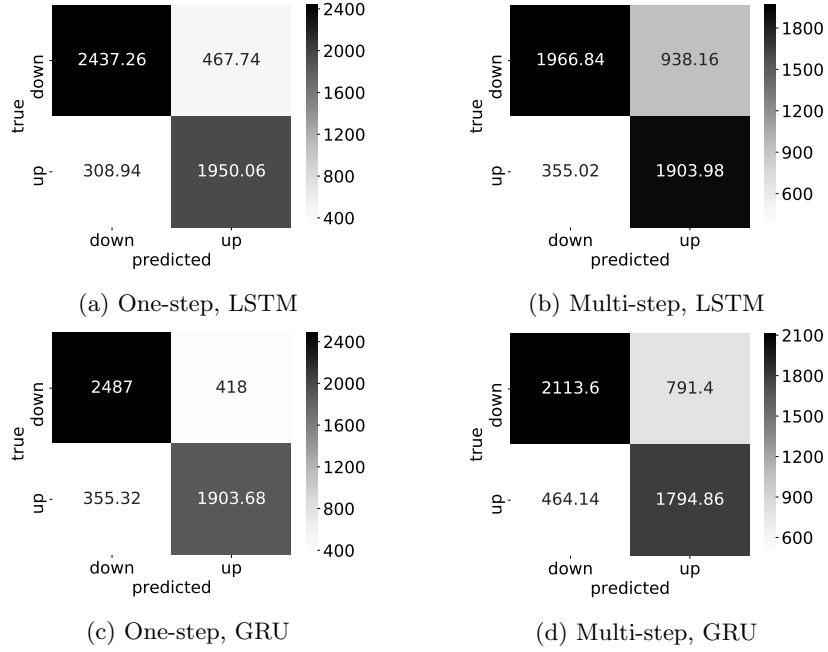 2437.26 467.74
308.94 1950.06
true
down
up
down up
predicted
2400
2000
1600
1200
800
400
(a) One-step, LSTM
1966.84 938.16
355.02 1903.98
true
down
up
down up
predicted
1800
1500
1200
900
600
(b) Multi-step, LSTM
2487 418
355.32 1903.68
true
down
up
down up
predicted
2400
2000
1600
1200
800
400
(c) One-step, GRU
2113.6 791.4
464.14 1794.86
true
down
up
down up
predicted
2100
1800
1500
1200
900
600
(d) Multi-step, GRU